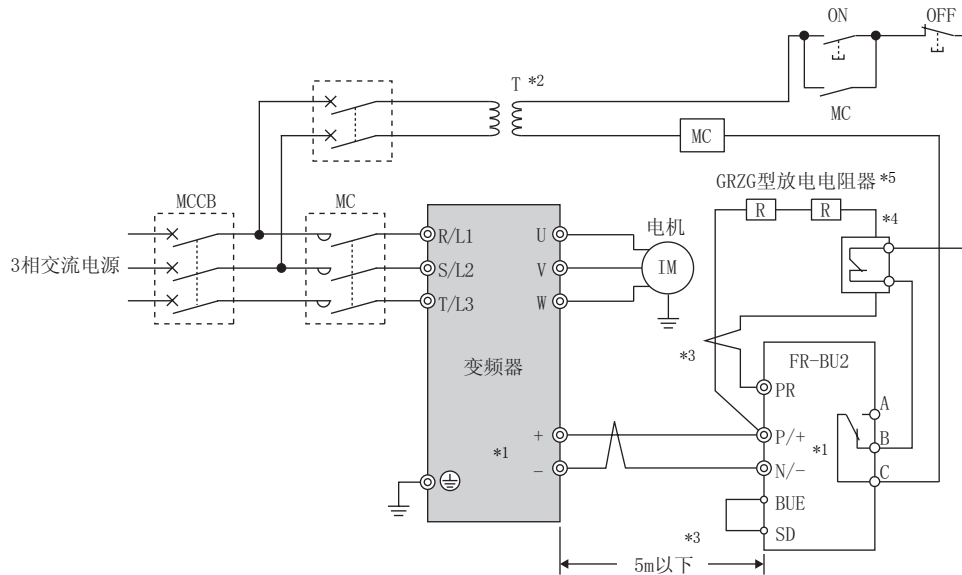 ON
OFF
T *2
MC
MC
GRZG型放电电阻器 *5
MCCB
MC
R
R
*4
R/L1
U
电机
3相交流电源
S/L2
V
IM
T/L3
W
*3
FR-BU2
变频器
PR
A
+
P/+
B
*1
*1
−
N/-
C
BUE
*3
SD
5m以下